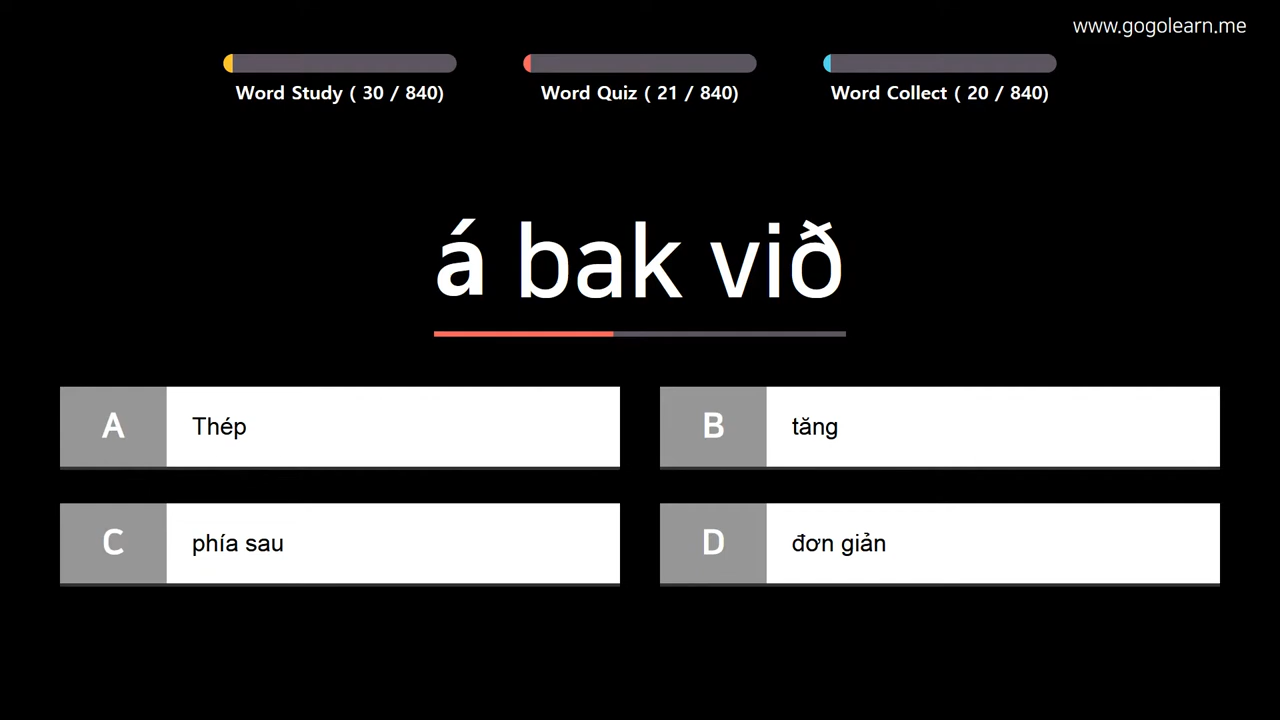 www.gogolearn.me
Word Study ( 30 / 840)
Word Quiz ( 21 / 840)
Word Collect ( 20 / 840)
á bak við
A Thép
B tăng
C phía sau
D đơn giản